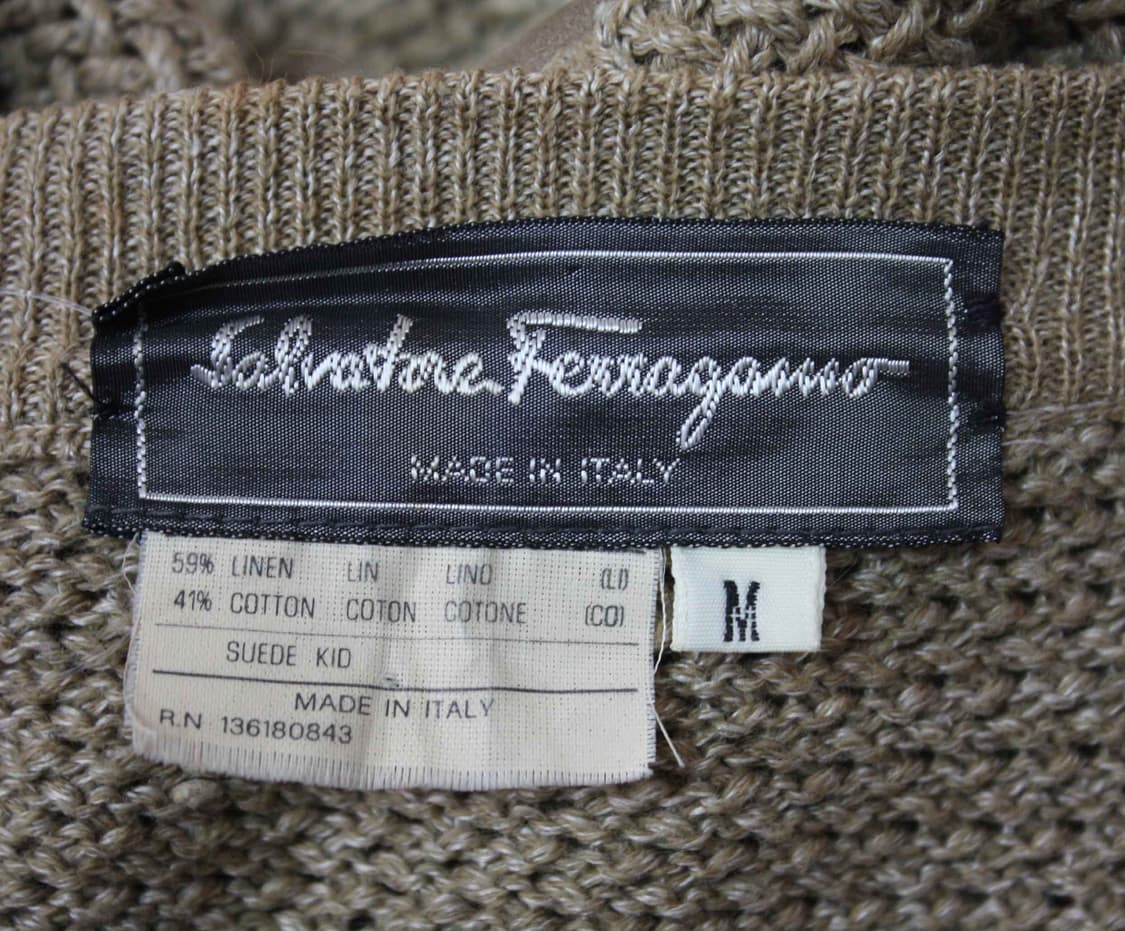 Salvatore Ferragamo
MADE IN ITALY
59% LINEN LIN LINO (LI)
41% COTTON COTON COTONE (CO)
M
SUEDE KID
MADE IN ITALY
R.N 136180843